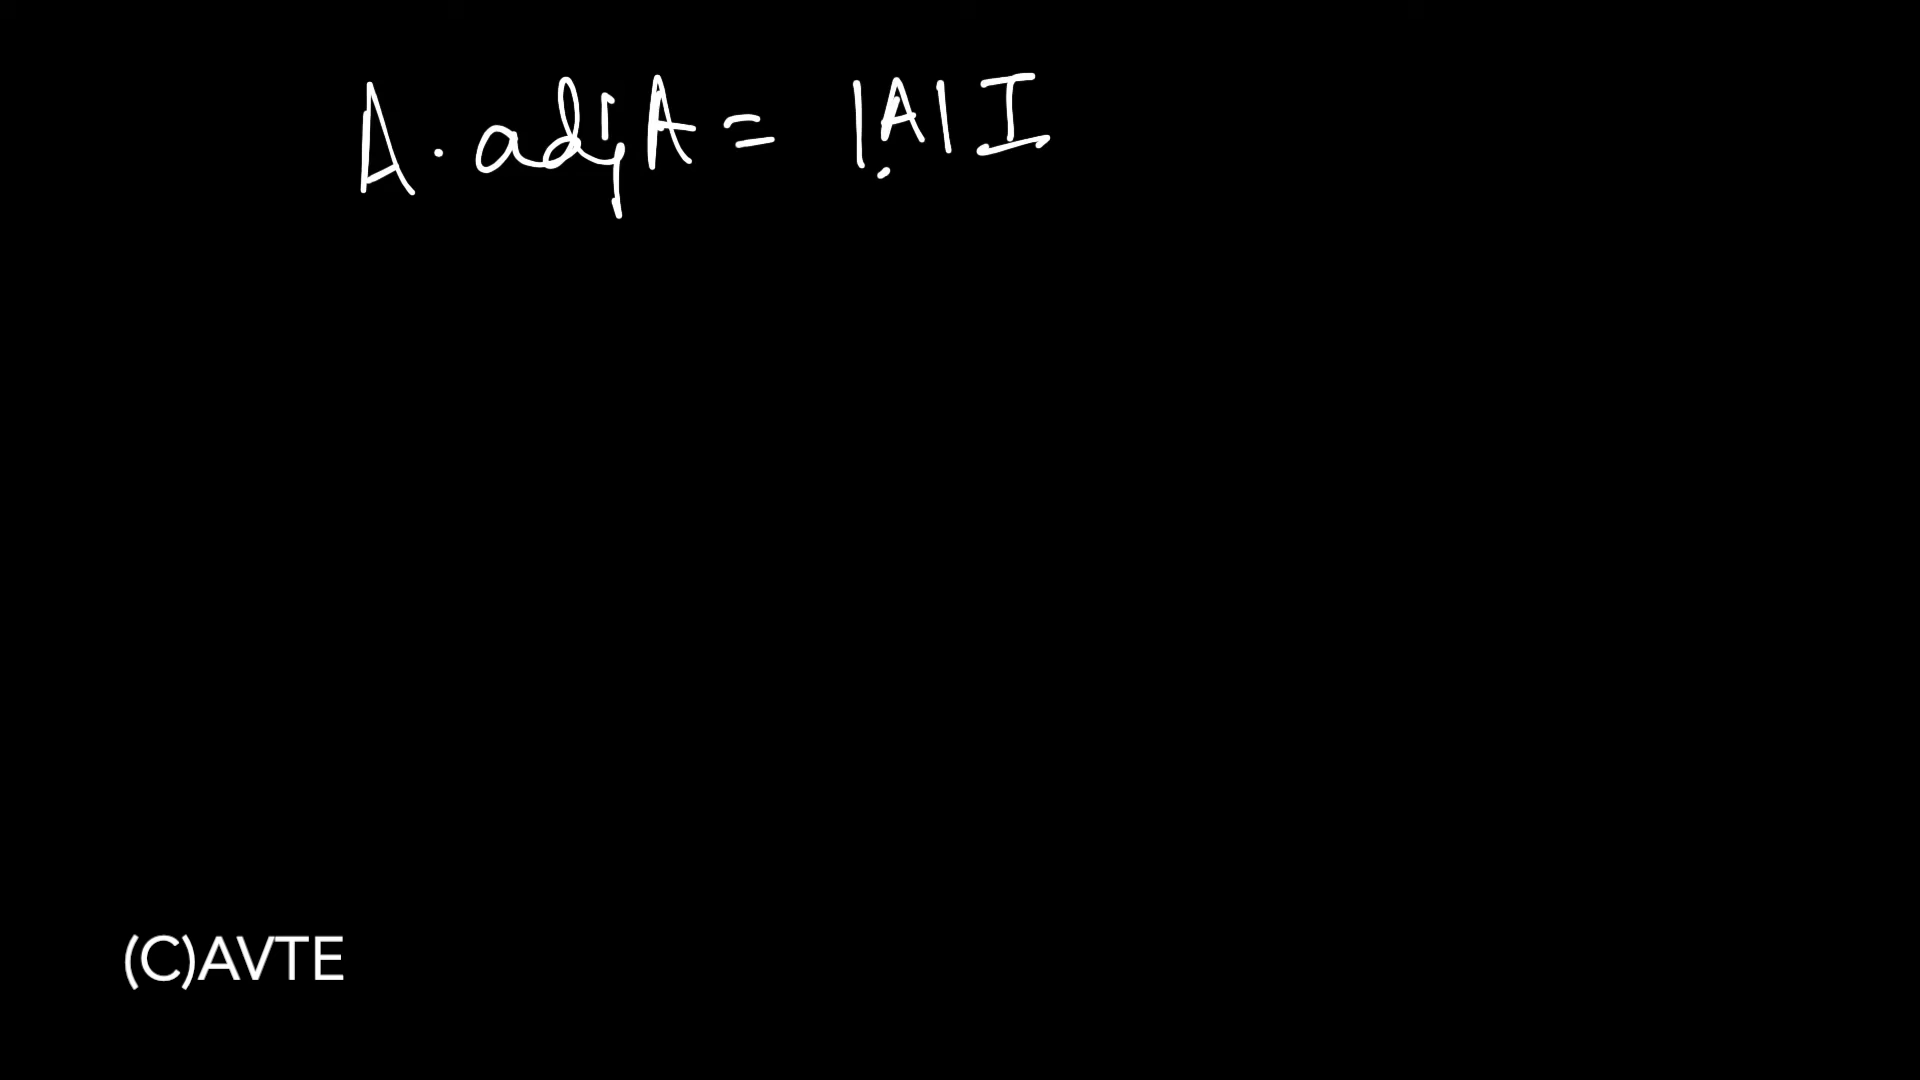 A · adj A = |A| I
(C)AVTE